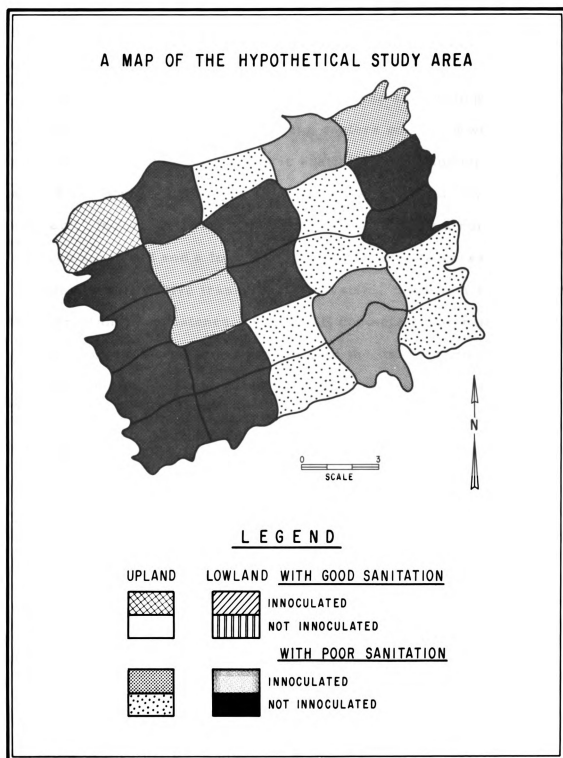 A MAP OF THE HYPOTHETICAL STUDY AREA
N
0 3
SCALE
LEGEND
UPLAND LOWLAND WITH GOOD SANITATION
INNOCULATED
NOT INNOCULATED
WITH POOR SANITATION
INNOCULATED
NOT INNOCULATED